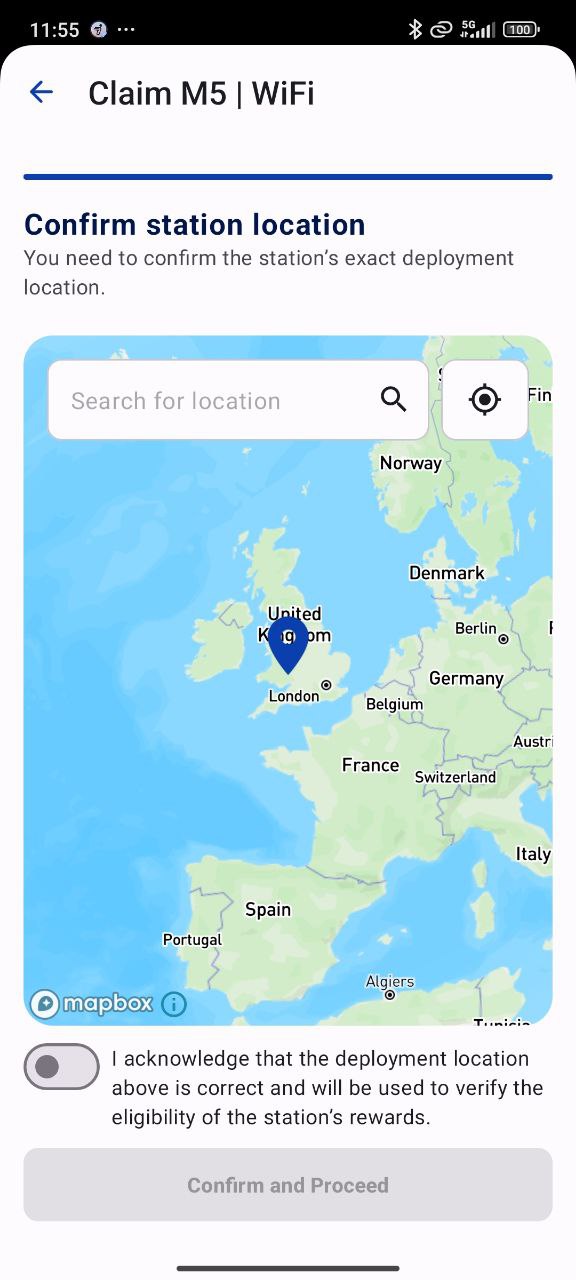 11:55
5G
100
Claim M5 | WiFi
Confirm station location
You need to confirm the station’s exact deployment
location.
Search for location
Fin
Norway
Denmark
United
Kingdom
Berlin
Germany
London
Belgium
Austri
France
Switzerland
Italy
Spain
Portugal
Algiers
mapbox
Tunisia
I acknowledge that the deployment location
above is correct and will be used to verify the
eligibility of the station’s rewards.
Confirm and Proceed